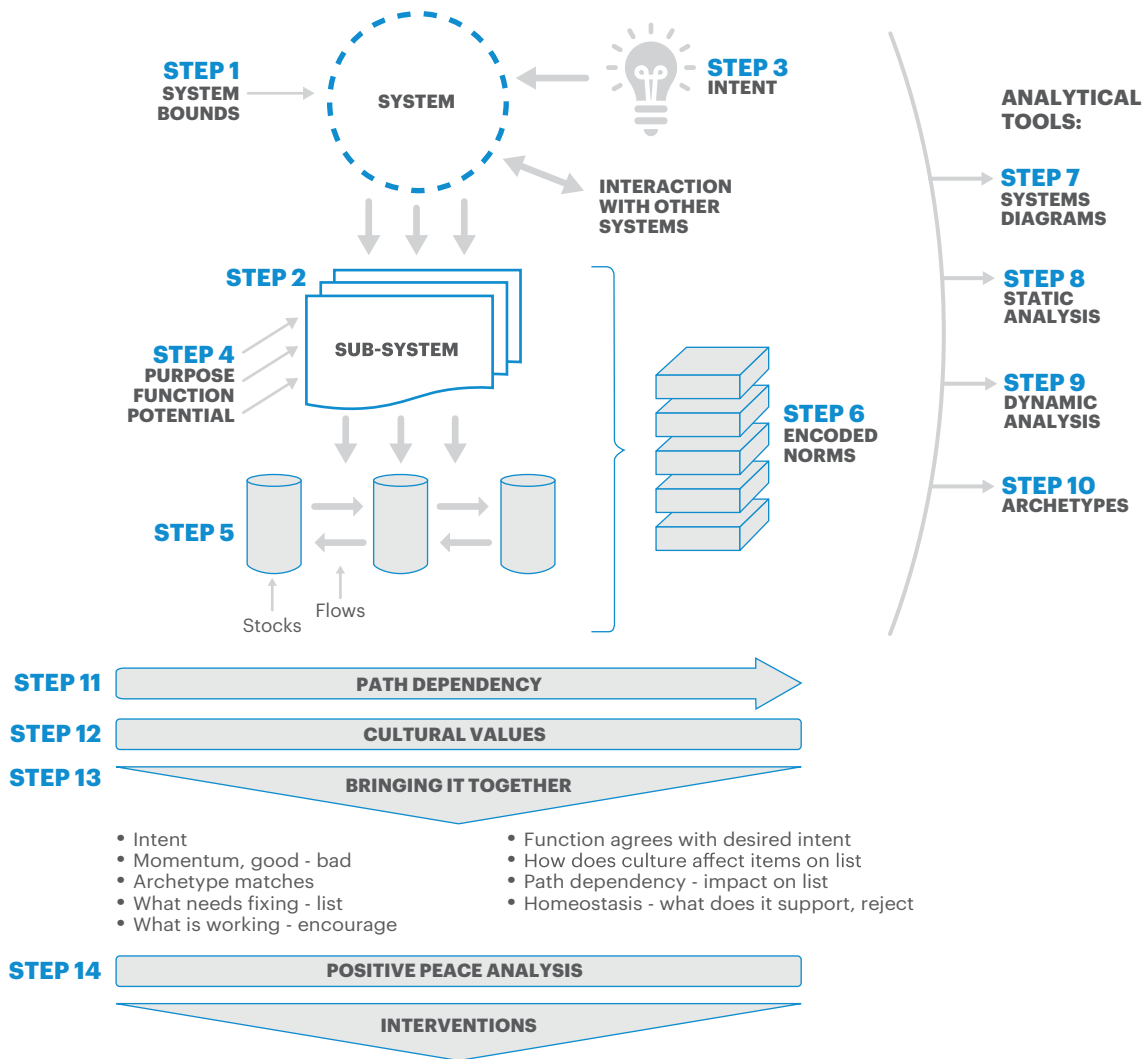 STEP 1
SYSTEM
BOUNDS
SYSTEM
STEP 3
INTENT
INTERACTION
WITH OTHER
SYSTEMS
STEP 2
SUB-SYSTEM
STEP 4
PURPOSE
FUNCTION
POTENTIAL
STEP 5
Stocks
Flows
STEP 6
ENCODED
NORMS
ANALYTICAL
TOOLS:
STEP 7
SYSTEMS
DIAGRAMS
STEP 8
STATIC
ANALYSIS
STEP 9
DYNAMIC
ANALYSIS
STEP 10
ARCHETYPES
STEP 11
PATH DEPENDENCY
STEP 12
CULTURAL VALUES
STEP 13
BRINGING IT TOGETHER
• Intent
• Momentum, good - bad
• Archetype matches
• What needs fixing - list
• What is working - encourage
• Function agrees with desired intent
• How does culture affect items on list
• Path dependency - impact on list
• Homeostasis - what does it support, reject
STEP 14
POSITIVE PEACE ANALYSIS
INTERVENTIONS